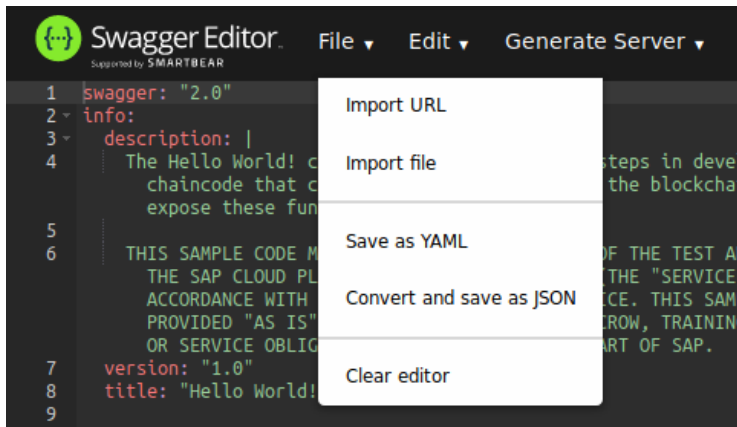 Swagger Editor.
Supported by SMARTBEAR
File ▾ Edit ▾ Generate Server ▾
Import URL
Import file
Save as YAML
Convert and save as JSON
Clear editor
1 swagger: "2.0"
2 info:
3 description: |
4 The Hello World! c steps in deve
chaincode that c the blockcha
expose these fun
5
6 THIS SAMPLE CODE M OF THE TEST A
THE SAP CLOUD PL (THE "SERVICE
ACCORDANCE WITH ICE. THIS SAM
PROVIDED "AS IS" CROW, TRAININ
OR SERVICE OBLIG ART OF SAP.
7 version: "1.0"
8 title: "Hello World!
9